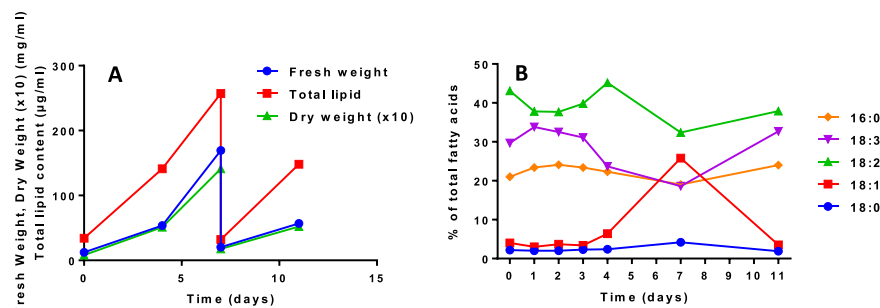 A
resh Weight, Dry Weight (x10) (mg/ml)
Total lipid content (µg/ml)
300
200
100
0
0 5 10 15
Time (days)
Fresh weight
Total lipid
Dry weight (x10)
B
% of total fatty acids
50
40
30
20
10
0
0 1 2 3 4 5 6 7 8 9 10 11
Time (days)
16:0
18:3
18:2
18:1
18:0